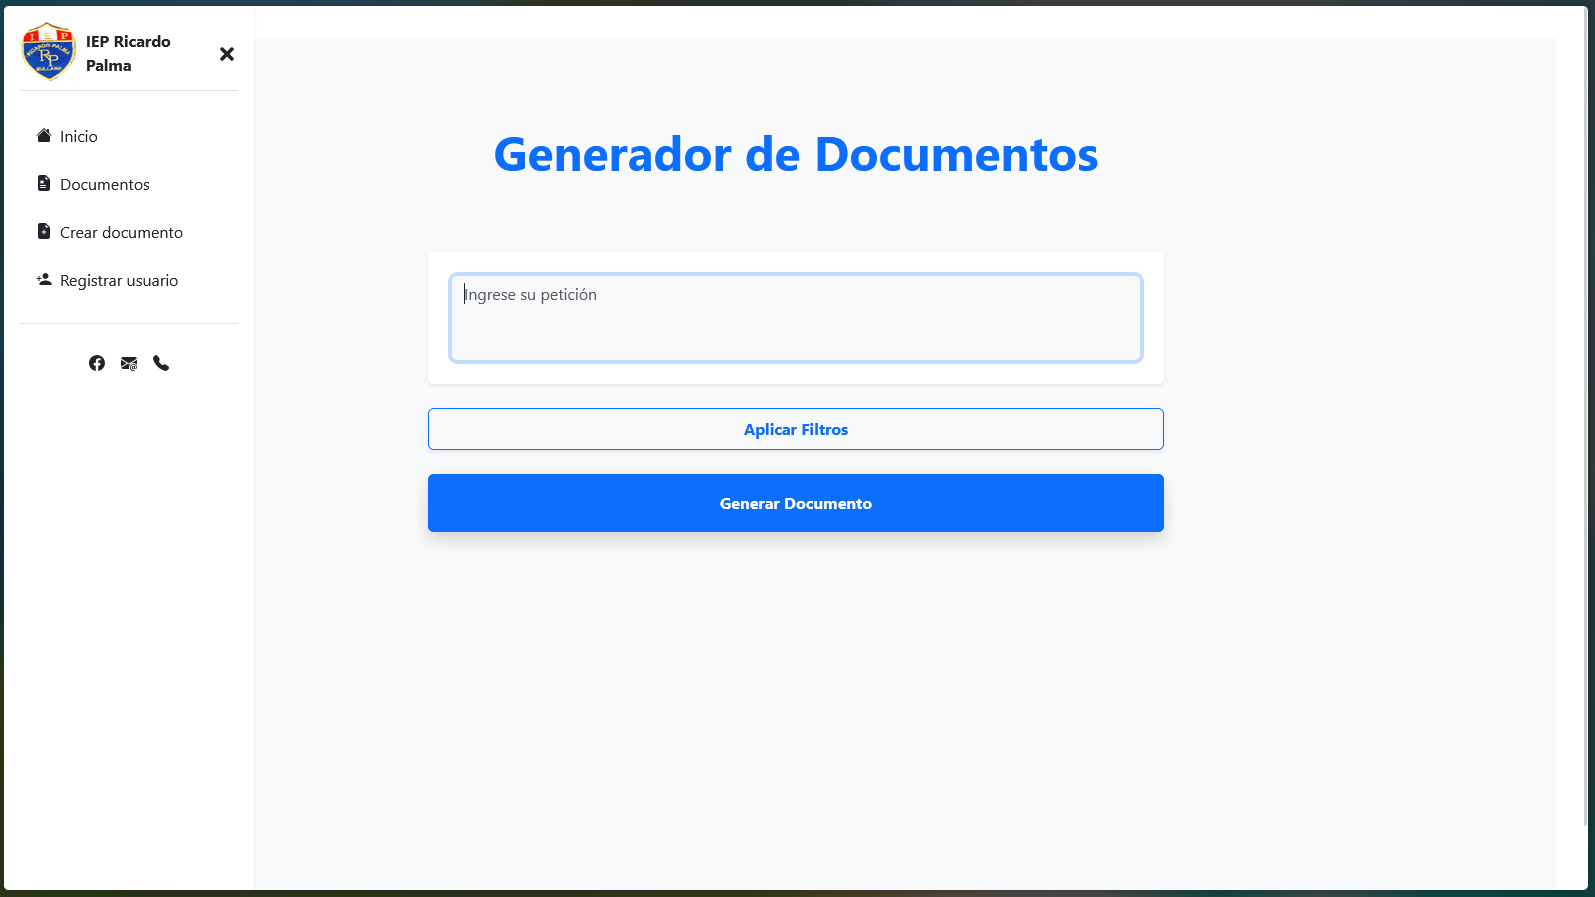 I P
RICARDO PALMA
RP
SULLANA
IEP Ricardo
Palma
Inicio
Documentos
Crear documento
Registrar usuario
Generador de Documentos
Ingrese su petición
Aplicar Filtros
Generar Documento